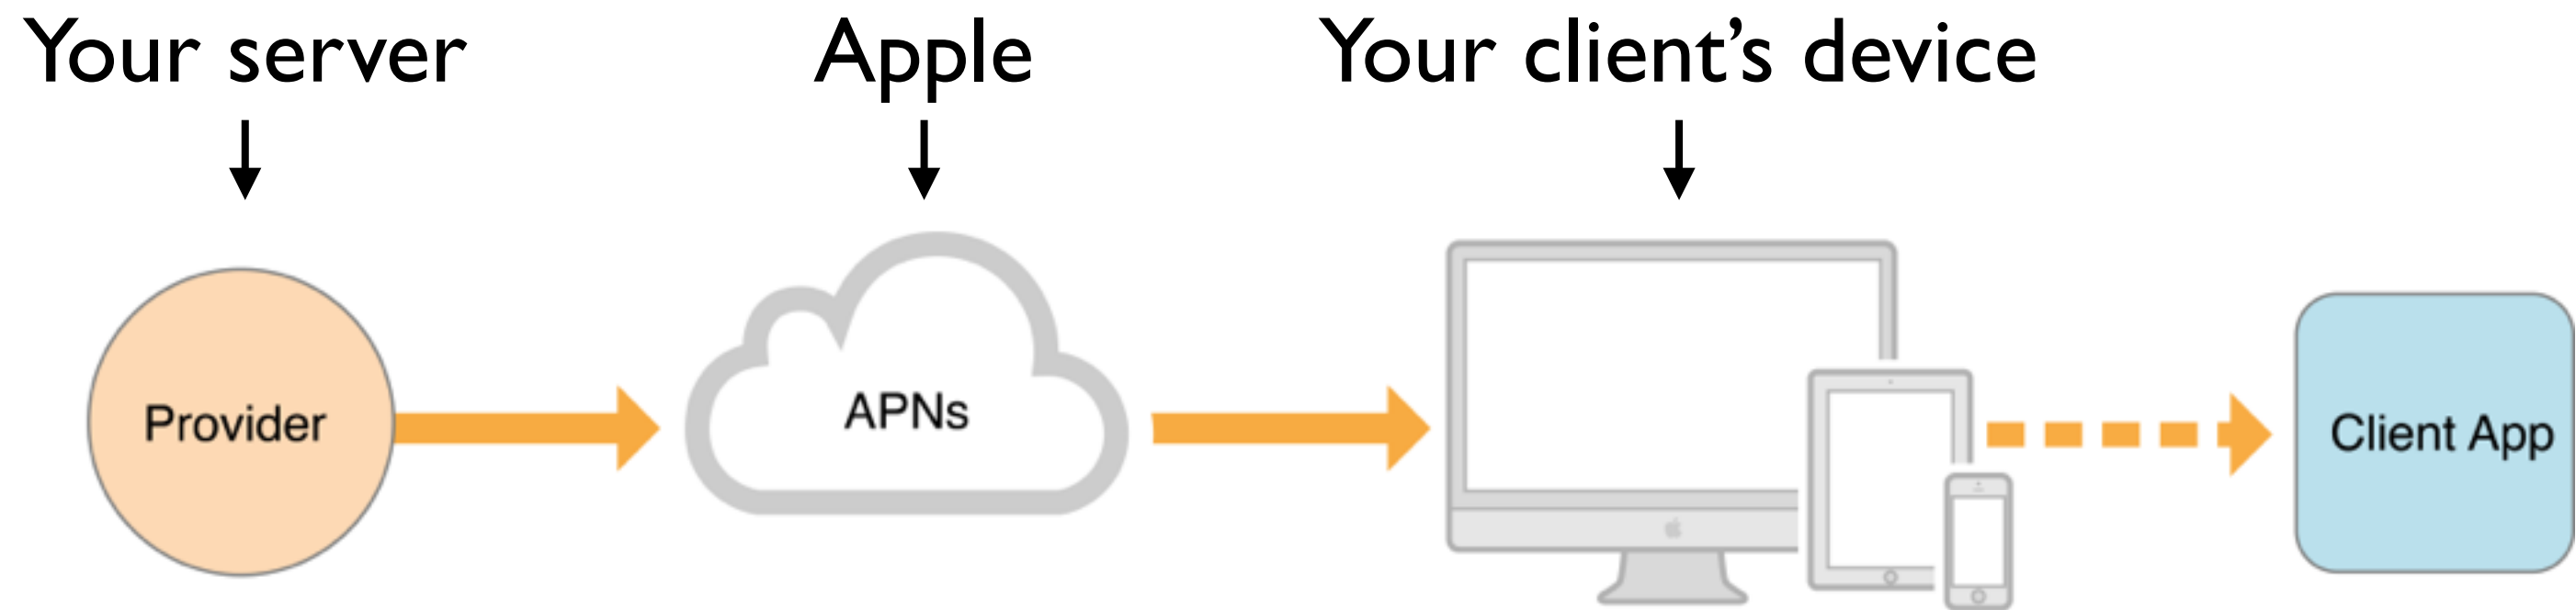 Your server
Apple
Your client’s device
Provider
APNs
Client App